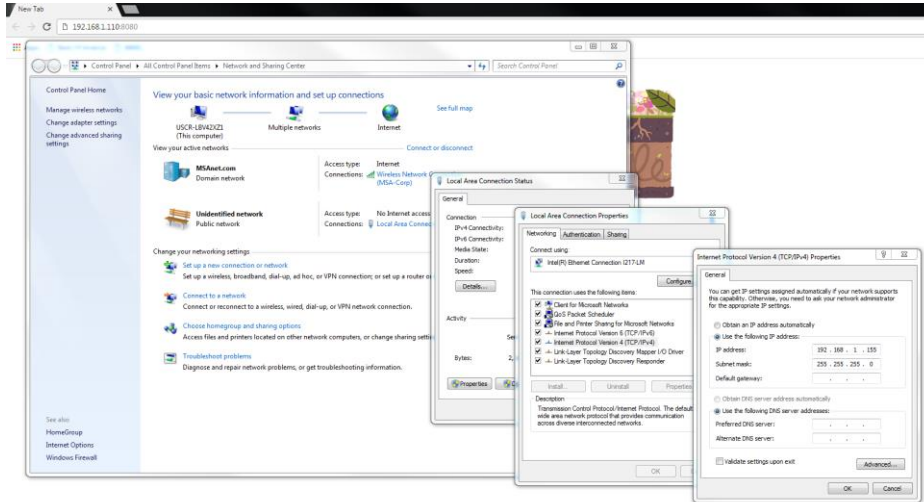 New Tab
192.168.1.110:8080
Control Panel
All Control Panel Items
Network and Sharing Center
Search Control Panel
Control Panel Home
Manage wireless networks
Change adapter settings
Change advanced sharing
settings
See also
HomeGroup
Internet Options
Windows Firewall
View your basic network information and set up connections
See full map
USCR-LBV42XZ1
(This computer)
Multiple networks
Internet
View your active networks
Connect or disconnect
MSAnet.com
Domain network
Access type: Internet
Connections: Wireless Network
(MSA-Corp)
Unidentified network
Public network
Access type: No Internet access
Connections: Local Area
Change your networking settings
Set up a new connection or network
Set up a wireless, broadband, dial-up, ad hoc, or VPN connection; or set up a router or
Connect to a network
Connect or reconnect to a wireless, wired, dial-up, or VPN network connection.
Choose homegroup and sharing options
Access files and printers located on other network computers, or change sharing
Troubleshoot problems
Diagnose and repair network problems, or get troubleshooting information.
Local Area Connection Status
General
Connection
IPv4 Connectivity:
IPv6 Connectivity:
Media State:
Duration:
Speed:
Details...
Activity
Bytes:
Properties
Local Area Connection Properties
Networking
Authentication
Sharing
Connect using:
Intel(R) Ethernet Connection I217-LM
Configure
This connection uses the following items:
Client for Microsoft Networks
QoS Packet Scheduler
File and Printer Sharing for Microsoft Networks
Internet Protocol Version 6 (TCP/IPv6)
Internet Protocol Version 4 (TCP/IPv4)
Link-Layer Topology Discovery Mapper I/O Driver
Link-Layer Topology Discovery Responder
Install...
Uninstall
Properties
Description
Transmission Control Protocol/Internet Protocol. The default
wide area network protocol that provides communication
across diverse interconnected networks.
OK
Internet Protocol Version 4 (TCP/IPv4) Properties
General
You can get IP settings assigned automatically if your network supports
this capability. Otherwise, you need to ask your network administrator
for the appropriate IP settings.
Obtain an IP address automatically
Use the following IP address:
IP address: 192 . 168 . 1 . 155
Subnet mask: 255 . 255 . 255 . 0
Default gateway: . . .
Obtain DNS server address automatically
Use the following DNS server addresses:
Preferred DNS server: . . .
Alternate DNS server: . . .
Validate settings upon exit
Advanced...
OK
Cancel